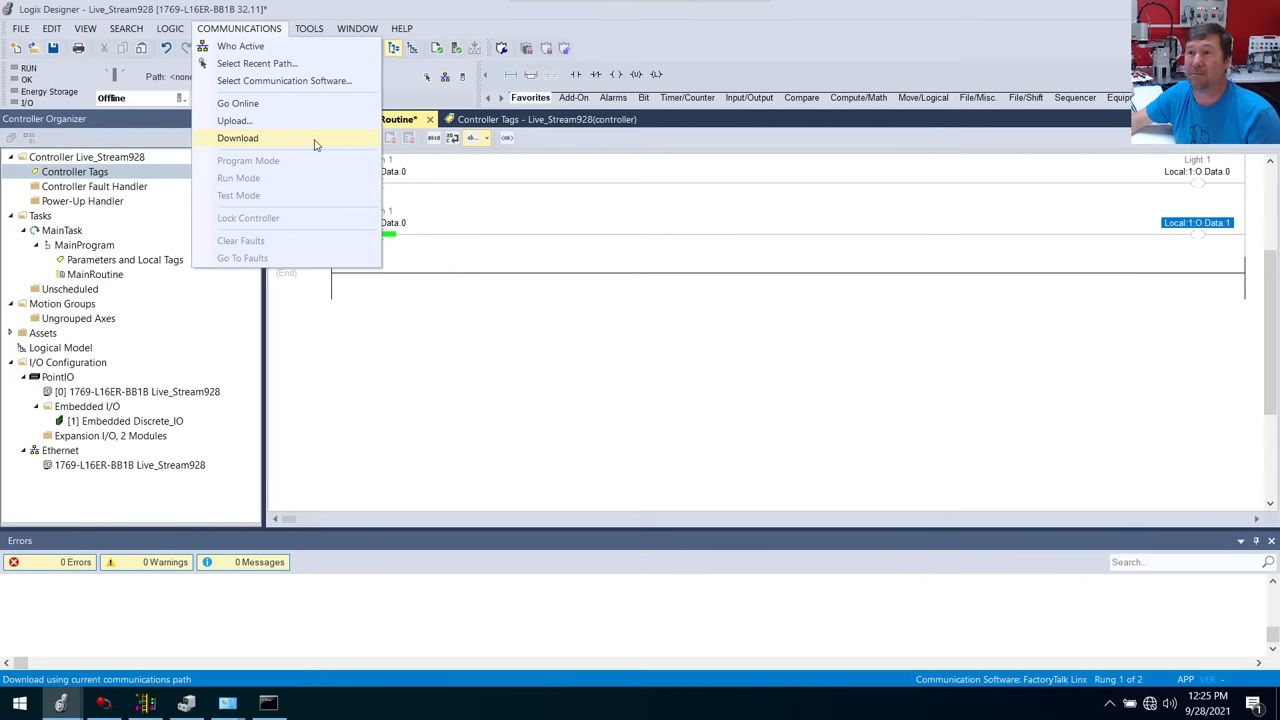 Logix Designer - Live_Stream928 [1769-L16ER-BB1B 32.11]*
FILE EDIT VIEW SEARCH LOGIC COMMUNICATIONS TOOLS WINDOW HELP
Who Active
Select Recent Path...
Select Communication Software...
Go Online
Upload...
Download
Program Mode
Run Mode
Test Mode
Lock Controller
Clear Faults
Go To Faults
RUN
OK
Energy Storage
I/O
Path: <none
Offline
Favorites Add-On Alarms Bit Timer/Counter Input/Output Compare Compute/Math Move/Logical File/Misc. File/Shift Sequencer Equip
Controller Organizer
Routine* Controller Tags - Live_Stream928(controller)
Controller Live_Stream928
Controller Tags
Controller Fault Handler
Power-Up Handler
Tasks
MainTask
MainProgram
Parameters and Local Tags
MainRoutine
Unscheduled
Motion Groups
Ungrouped Axes
Assets
Logical Model
I/O Configuration
PointIO
[0] 1769-L16ER-BB1B Live_Stream928
Embedded I/O
[1] Embedded Discrete_IO
Expansion I/O, 2 Modules
Ethernet
1769-L16ER-BB1B Live_Stream928
1 Light 1
Data.0 Local:1:O.Data.0
1
Data.0 Local:1:O.Data.1
(End)
Errors
0 Errors 0 Warnings 0 Messages Search...
Download using current communications path Communication Software: FactoryTalk Linx Rung 1 of 2 APP VER -
12:25 PM
9/28/2021
1